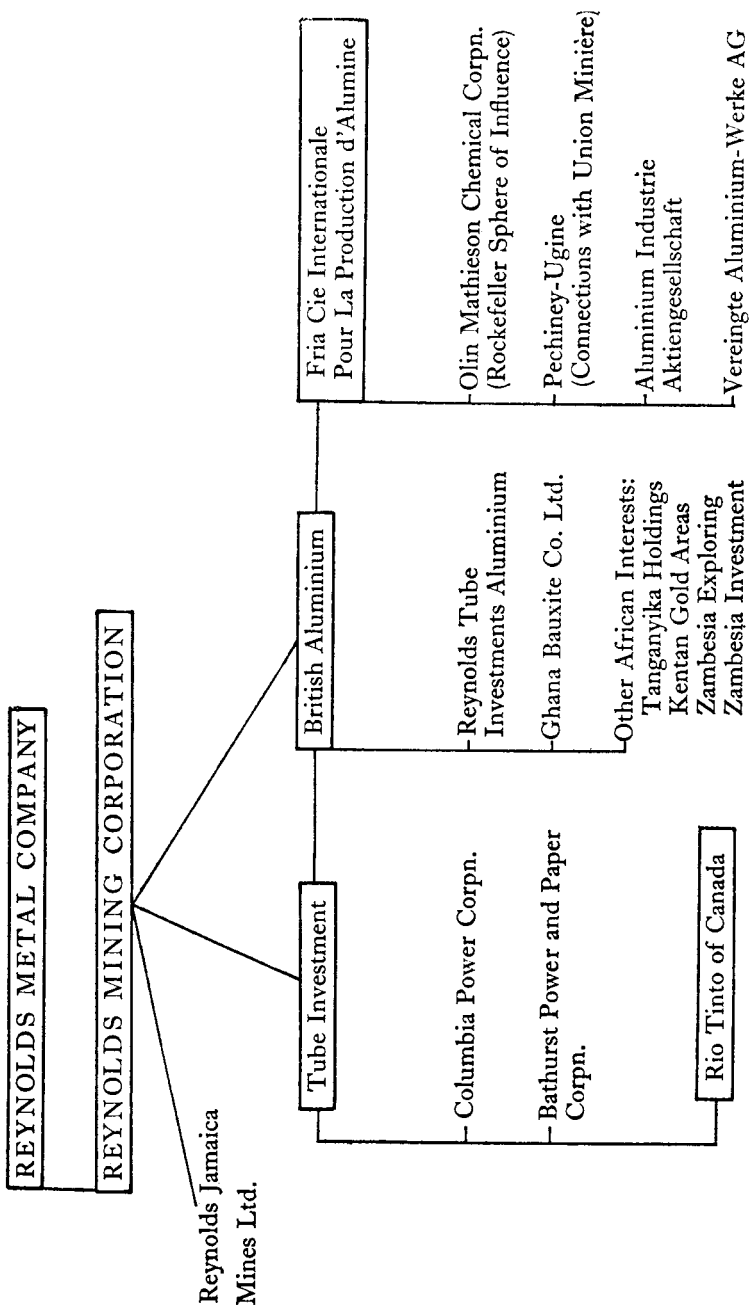 REYNOLDS METAL COMPANY
REYNOLDS MINING CORPORATION
Reynolds Jamaica
Mines Ltd.
Tube Investment
Columbia Power Corpn.
Bathurst Power and Paper
Corpn.
Rio Tinto of Canada
British Aluminium
Reynolds Tube
Investments Aluminium
Ghana Bauxite Co. Ltd.
Other African Interests:
Tanganyika Holdings
Kentan Gold Areas
Zambesia Exploring
Zambesia Investment
Fria Cie Internationale
Pour La Production d'Alumine
Olin Mathieson Chemical Corpn.
(Rockefeller Sphere of Influence)
Pechiney-Ugine
(Connections with Union Minière)
Aluminium Industrie
Aktiengesellschaft
Vereingte Aluminium-Werke AG